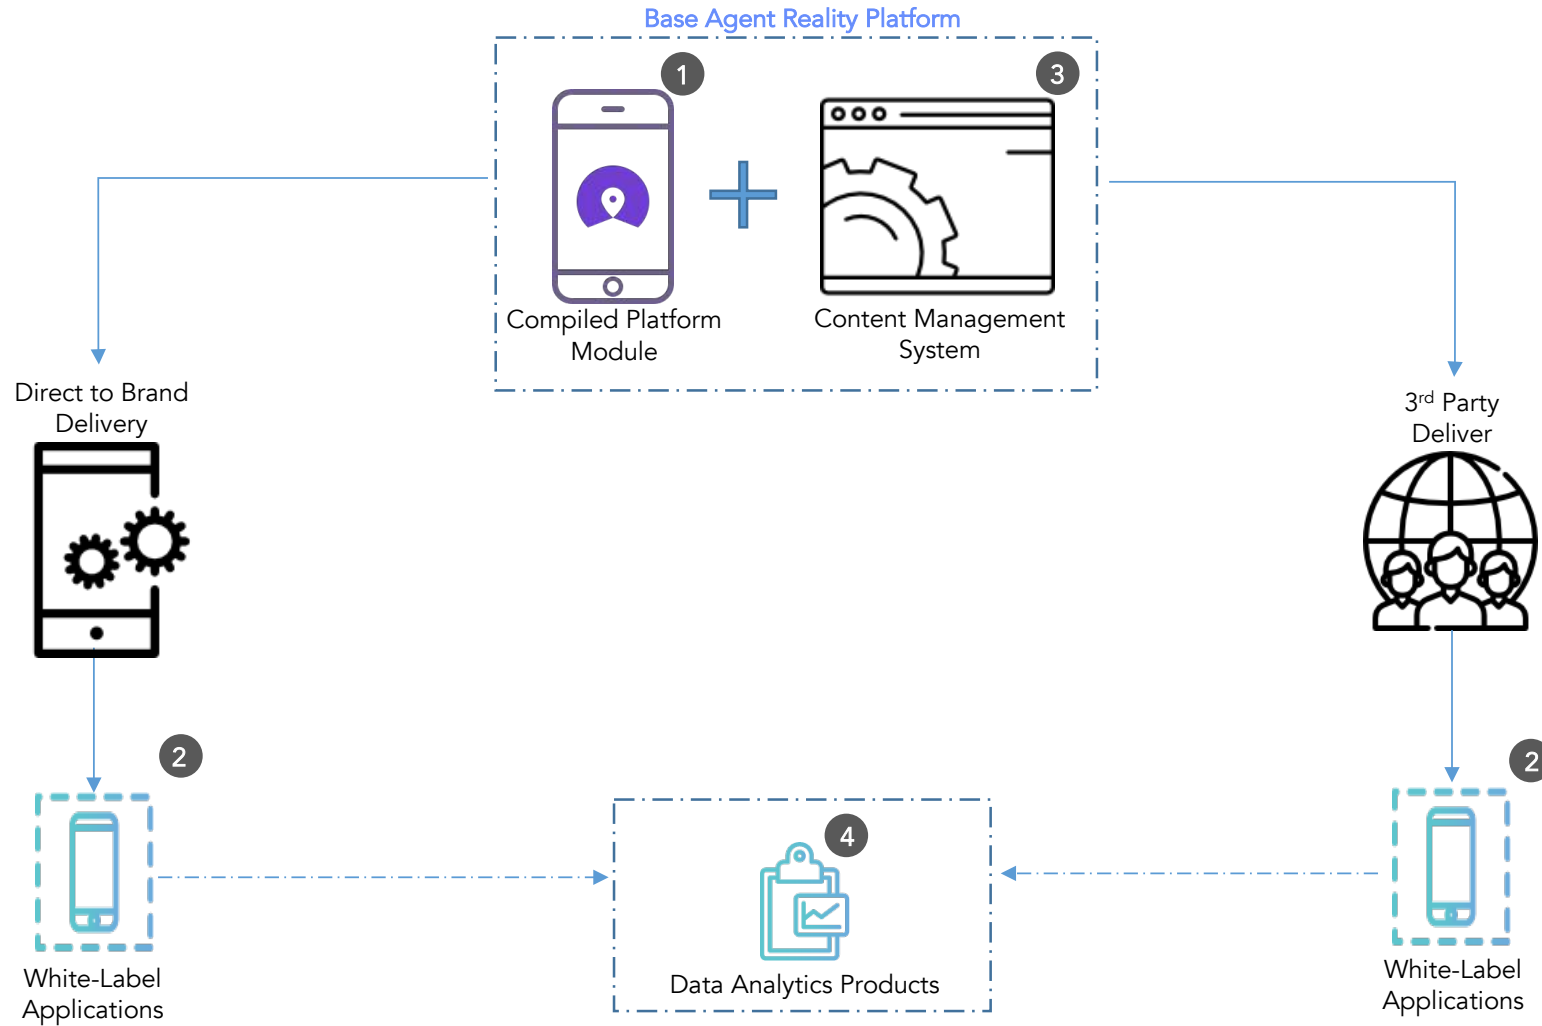 Base Agent Reality Platform
1
3
Compiled Platform
Module
Content Management
System
Direct to Brand
Delivery
3rd Party
Deliver
2
2
4
White-Label
Applications
Data Analytics Products
White-Label
Applications